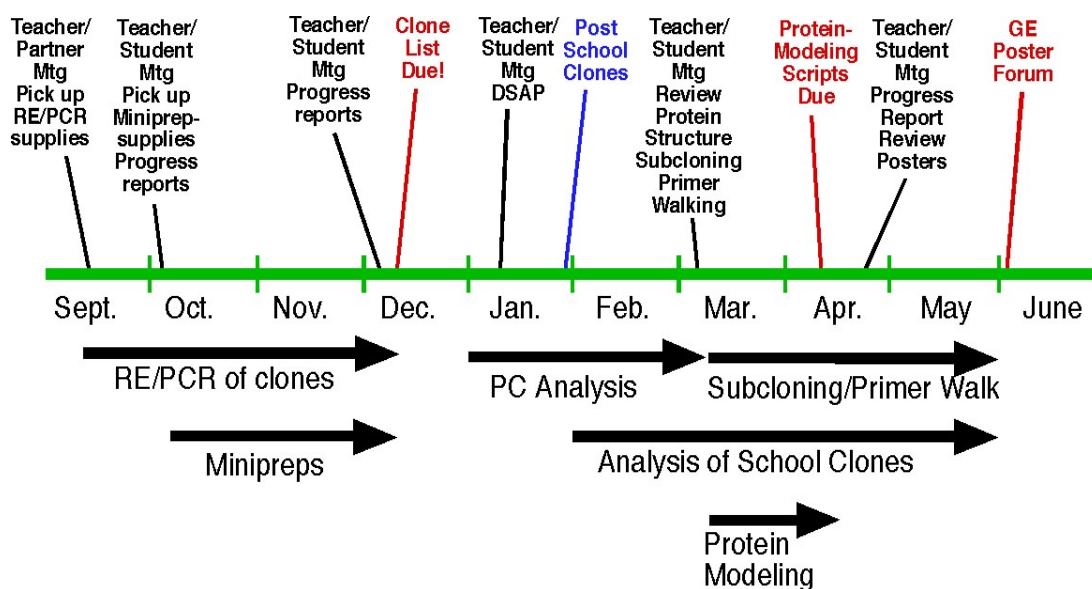 Teacher/
Partner
Mtg
Pick up
RE/PCR
supplies
Teacher/
Student
Mtg
Pick up
Miniprep-
supplies
Progress
reports
Teacher/
Student
Mtg
Progress
reports
Clone
List
Due!
Teacher/
Student
Mtg
DSAP
Post
School
Clones
Teacher/
Student
Mtg
Review
Protein
Structure
Subcloning
Primer
Walking
Protein-
Modeling
Scripts
Due
Teacher/
Student
Mtg
Progress
Report
Review
Posters
GE
Poster
Forum
Sept. Oct. Nov. Dec. Jan. Feb. Mar. Apr. May June
RE/PCR of clones
PC Analysis
Subcloning/Primer Walk
Minipreps
Analysis of School Clones
Protein
Modeling